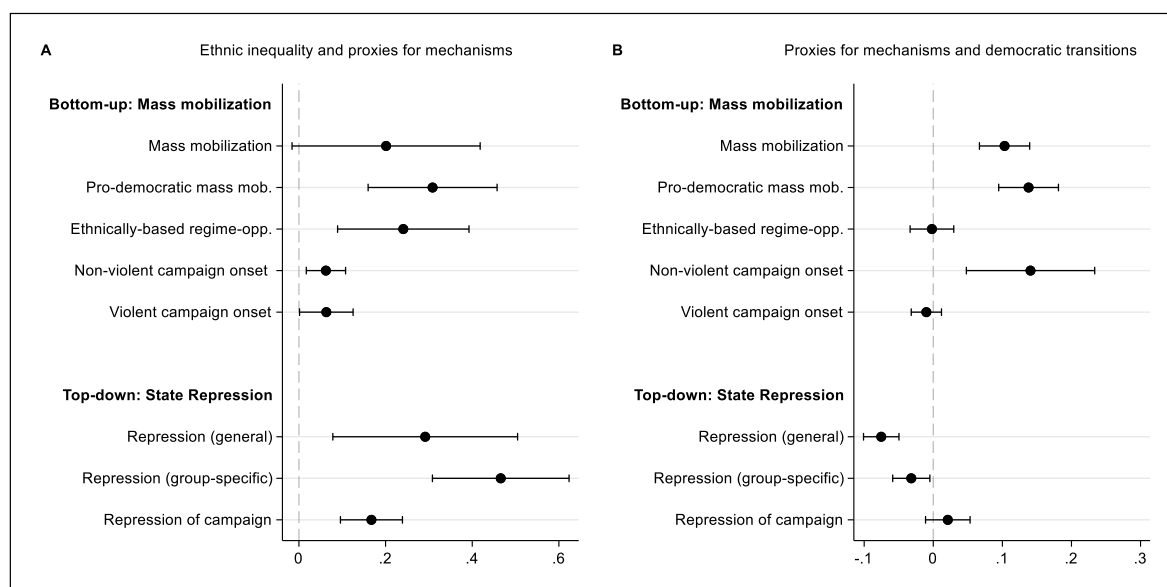 A Ethnic inequality and proxies for mechanisms
Bottom-up: Mass mobilization
Mass mobilization
Pro-democratic mass mob.
Ethnically-based regime-opp.
Non-violent campaign onset
Violent campaign onset
Top-down: State Repression
Repression (general)
Repression (group-specific)
Repression of campaign
0 .2 .4 .6
B Proxies for mechanisms and democratic transitions
Bottom-up: Mass mobilization
Mass mobilization
Pro-democratic mass mob.
Ethnically-based regime-opp.
Non-violent campaign onset
Violent campaign onset
Top-down: State Repression
Repression (general)
Repression (group-specific)
Repression of campaign
-.1 0 .1 .2 .3